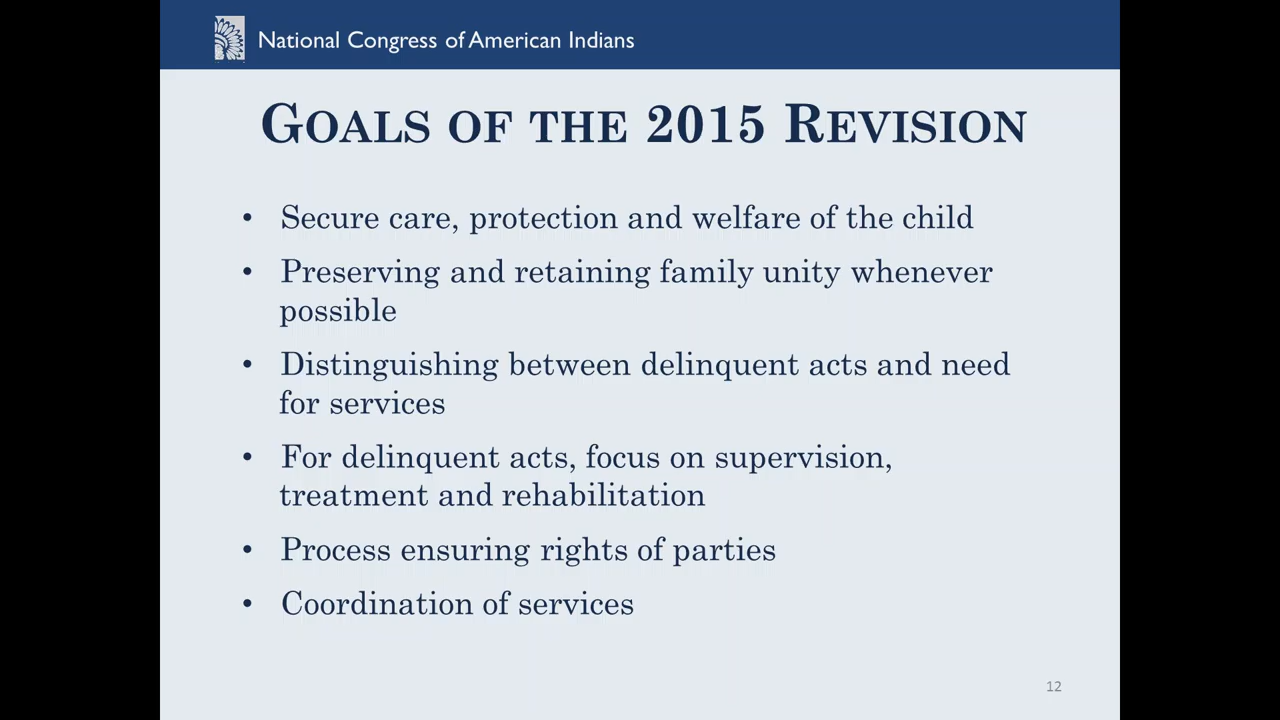 National Congress of American Indians
GOALS OF THE 2015 REVISION
• Secure care, protection and welfare of the child
• Preserving and retaining family unity whenever
possible
• Distinguishing between delinquent acts and need
for services
• For delinquent acts, focus on supervision,
treatment and rehabilitation
• Process ensuring rights of parties
• Coordination of services
12